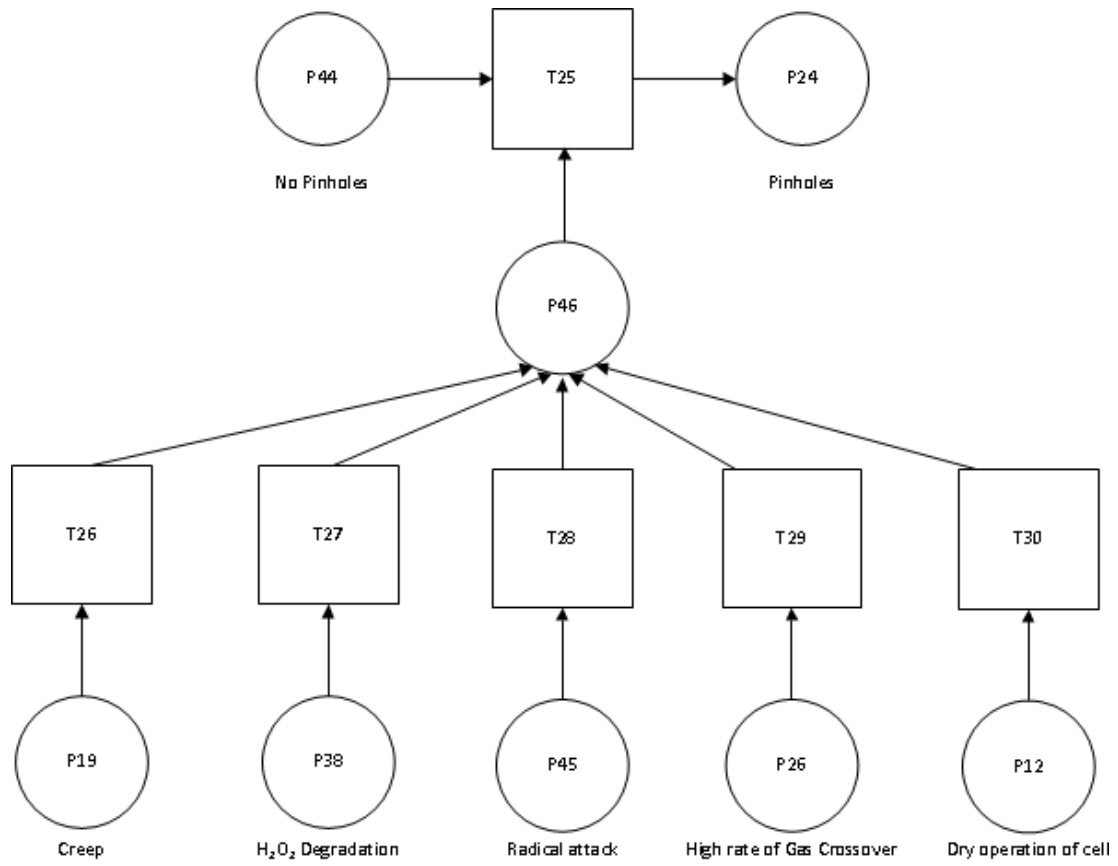 P44
T25
P24
No Pinholes
Pinholes
P46
T26
T27
T28
T29
T30
P19
P38
P45
P26
P12
Creep
H₂O₂ Degradation
Radical attack
High rate of Gas Crossover
Dry operation of cell